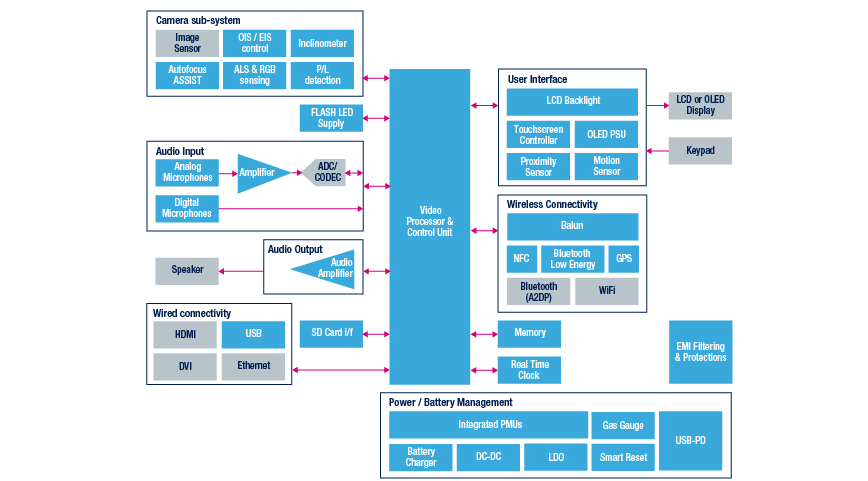 Camera sub-system
Image
Sensor
OIS / EIS
control
Inclinometer
Autofocus
ASSIST
ALS & RGB
sensing
P/L
detection
FLASH LED
Supply
Audio Input
Analog
Microphones
Amplifier
ADC/
CODEC
Digital
Microphones
Audio Output
Speaker
Audio
Amplifier
Wired connectivity
HDMI
USB
DVI
Ethernet
SD Card i/f
Video
Processor &
Control Unit
User Interface
LCD Backlight
Touchscreen
Controller
OLED PSU
Proximity
Sensor
Motion
Sensor
LCD or OLED
Display
Keypad
Wireless Connectivity
Balun
NFC
Bluetooth
Low Energy
GPS
Bluetooth
(A2DP)
WiFi
Memory
Real Time
Clock
EMI Filtering
& Protections
Power / Battery Management
Integrated PMUs
Gas Gauge
USB-PD
Battery
Charger
DC-DC
LDO
Smart Reset